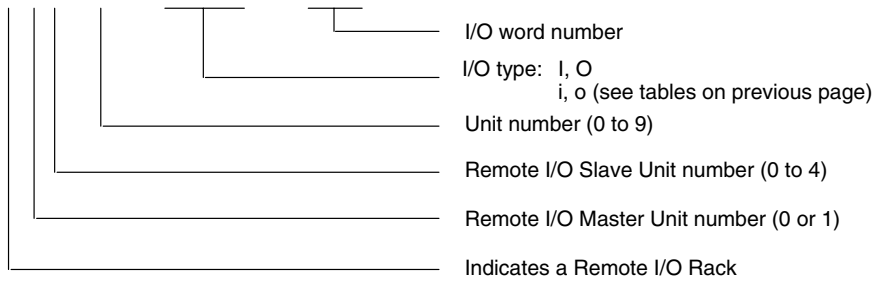 I/O word number
I/O type: I, O
i, o (see tables on previous page)
Unit number (0 to 9)
Remote I/O Slave Unit number (0 to 4)
Remote I/O Master Unit number (0 or 1)
Indicates a Remote I/O Rack